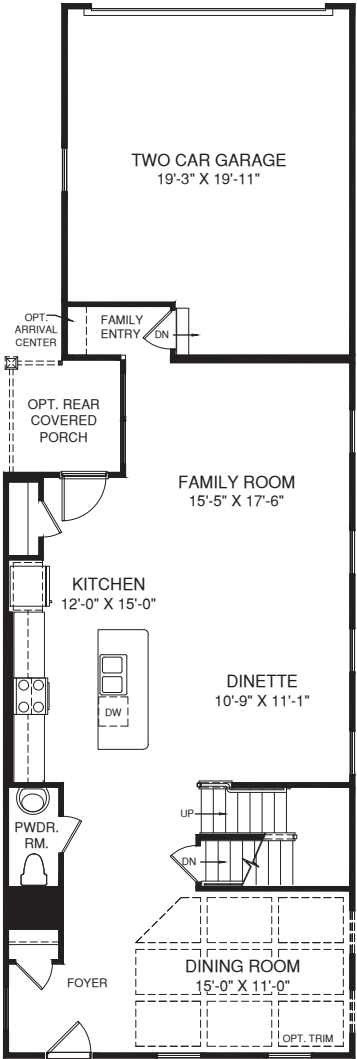 TWO CAR GARAGE
19'-3" X 19'-11"
OPT.
ARRIVAL
CENTER
FAMILY
ENTRY
DN
OPT. REAR
COVERED
PORCH
FAMILY ROOM
15'-5" X 17'-6"
KITCHEN
12'-0" X 15'-0"
DINETTE
10'-9" X 11'-1"
DW
UP
PWDR.
RM.
DN
DINING ROOM
15'-0" X 11'-0"
FOYER
OPT. TRIM